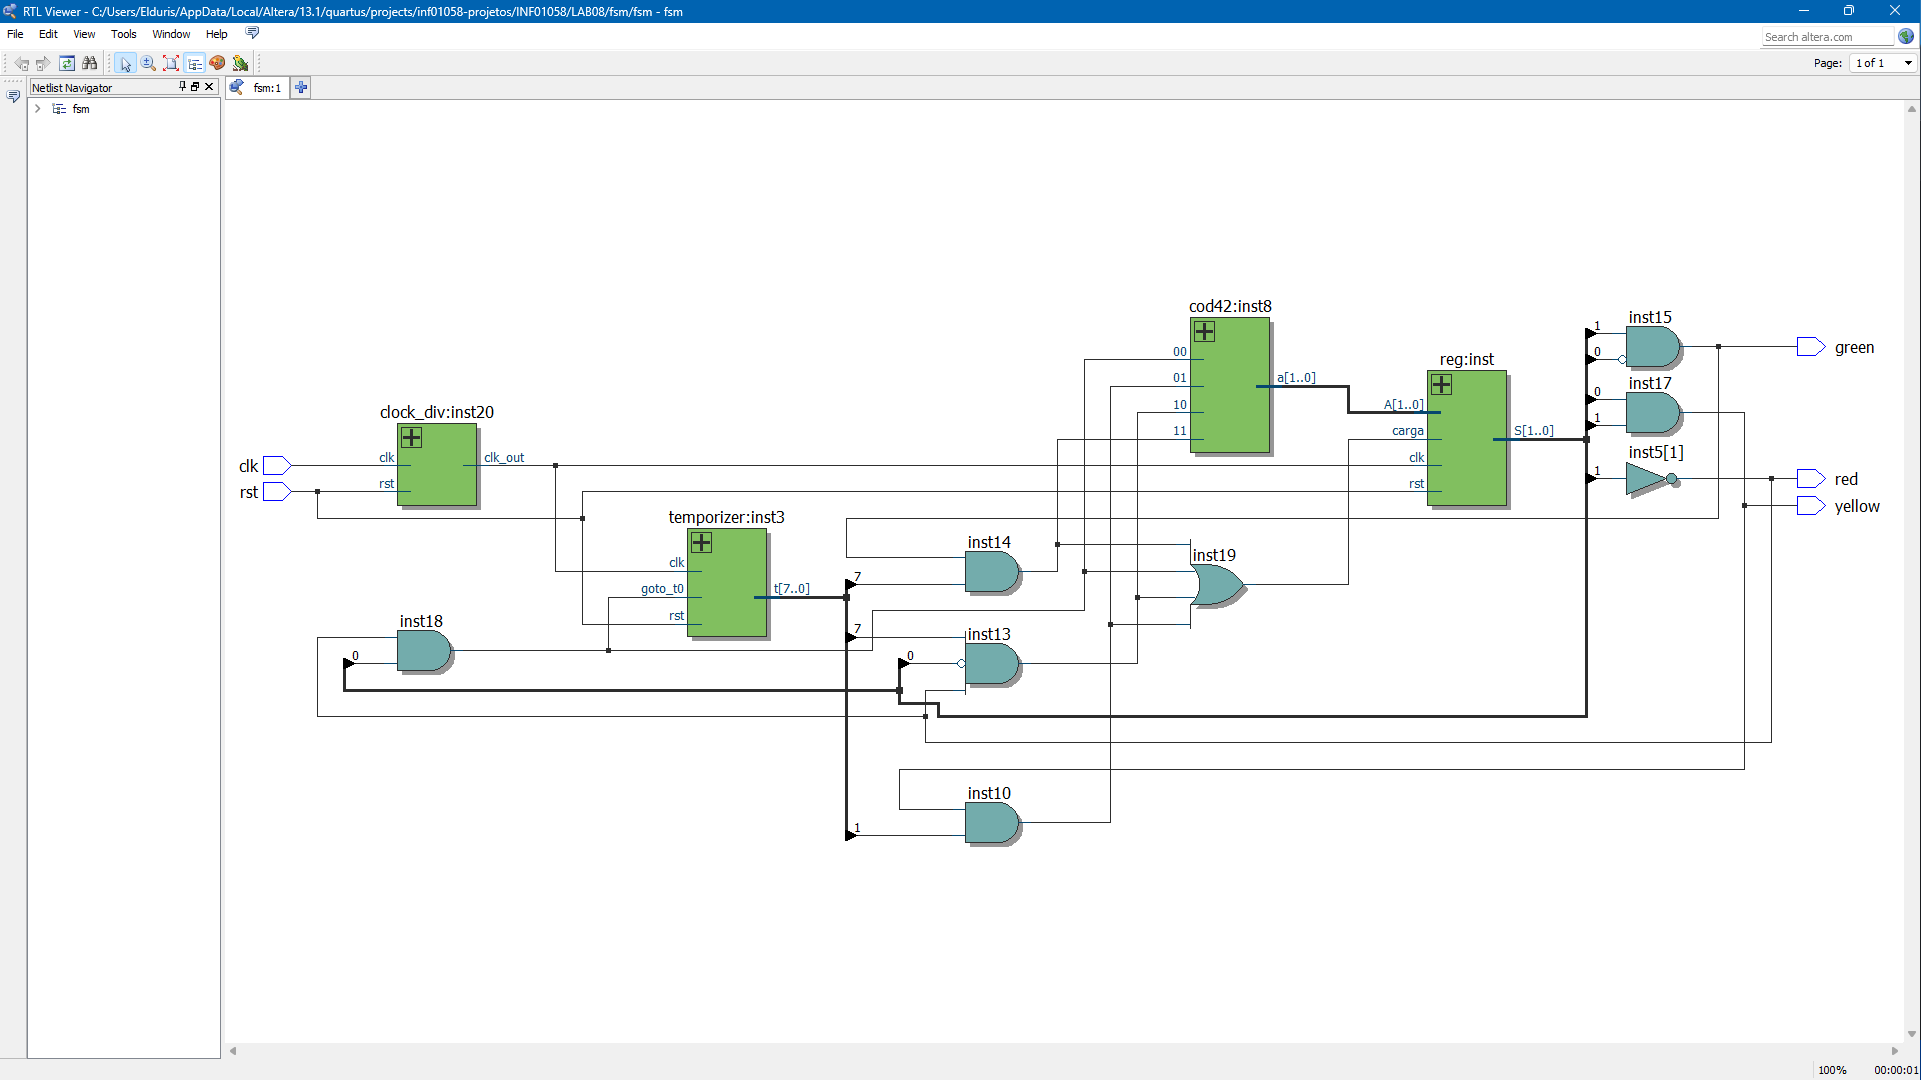 RTL Viewer - C:/Users/Elduris/AppData/Local/Altera/13.1/quartus/projects/inf01058-projetos/INF01058/LAB08/fsm/fsm - fsm
File Edit View Tools Window Help
Search altera.com
Page: 1 of 1
Netlist Navigator
fsm:1
fsm
cod42:inst8
00
01
10
11
a[1..0]
reg:inst
A[1..0]
carga
clk
rst
S[1..0]
1
0
inst15
green
0
1
inst17
inst5[1]
1
red
yellow
clock_div:inst20
clk
rst
clk
rst
clk_out
temporizer:inst3
clk
goto_t0
rst
t[7..0]
7
inst14
inst19
inst18
0
7
0
inst13
inst10
1
100% 00:00:01